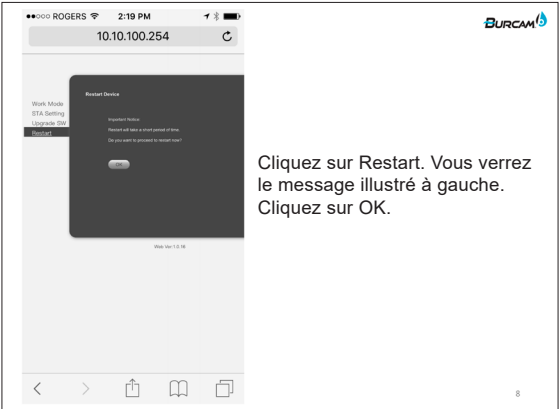 ●●○○○ ROGERS 2:19 PM
10.10.100.254
BURCAM
Work Mode
STA Setting
Upgrade SW
Restart
Restart Device
Important Notice
Restart will take a short period of time.
Do you want to proceed to restart now?
OK
Web Ver:1.0.16
Cliquez sur Restart. Vous verrez
le message illustré à gauche.
Cliquez sur OK.
8